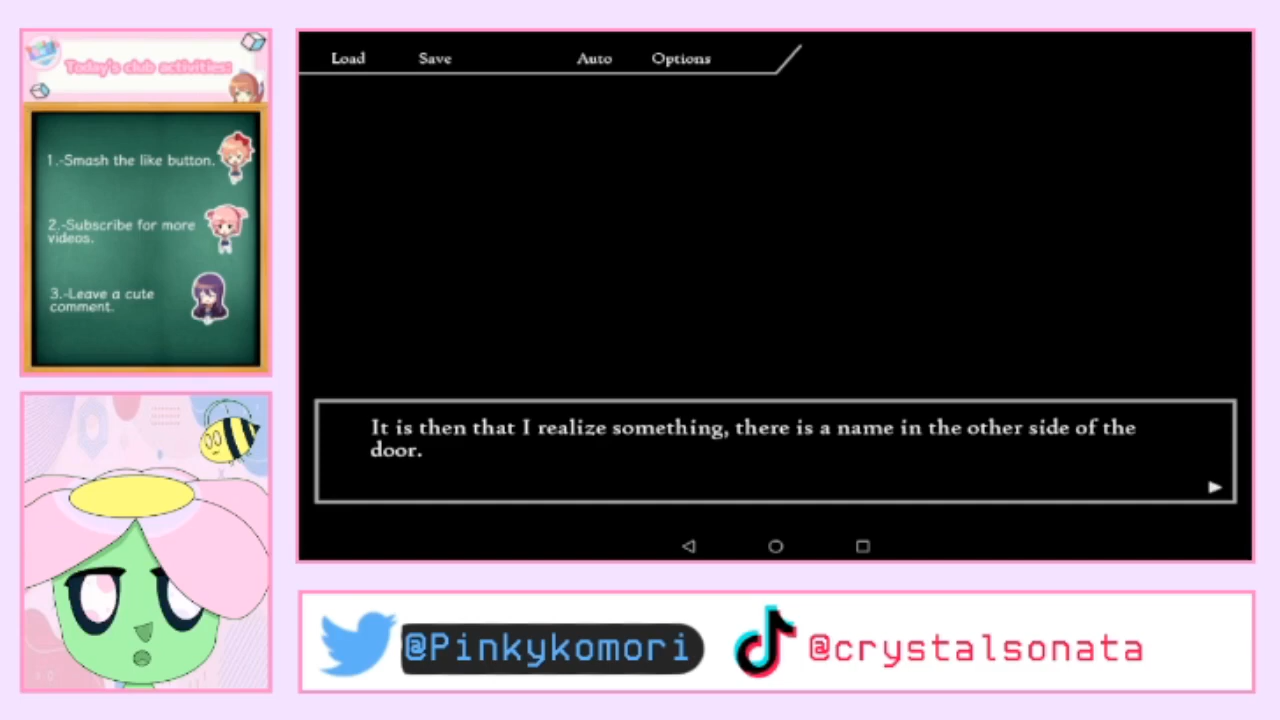 Today's club activities:
1.-Smash the like button.
2.-Subscribe for more
videos.
3.-Leave a cute
comment.
Load Save Auto Options
It is then that I realize something, there is a name in the other side of the
door.
@Pinkykomori @crystalsonata